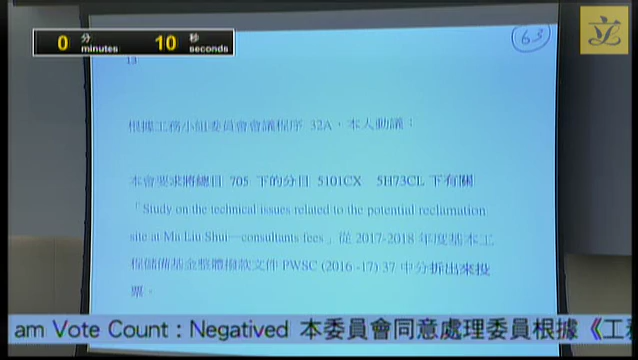 0 分 minutes 10 秒 seconds
立
63
13
根據工務小組委員會會議程序 32A，本人動議：
本會要求將總目 705 下的分目 5101CX 5H73CL 下有關
「Study on the technical issues related to the potential reclamation
site at Ma Liu Shui—consultants fees」從 2017-2018 年度基本工
程儲備基金整體撥款文件 PWSC (2016 -17) 37 中分拆出來投
票。
am Vote Count : Negatived 本委員會同意處理委員根據《工務